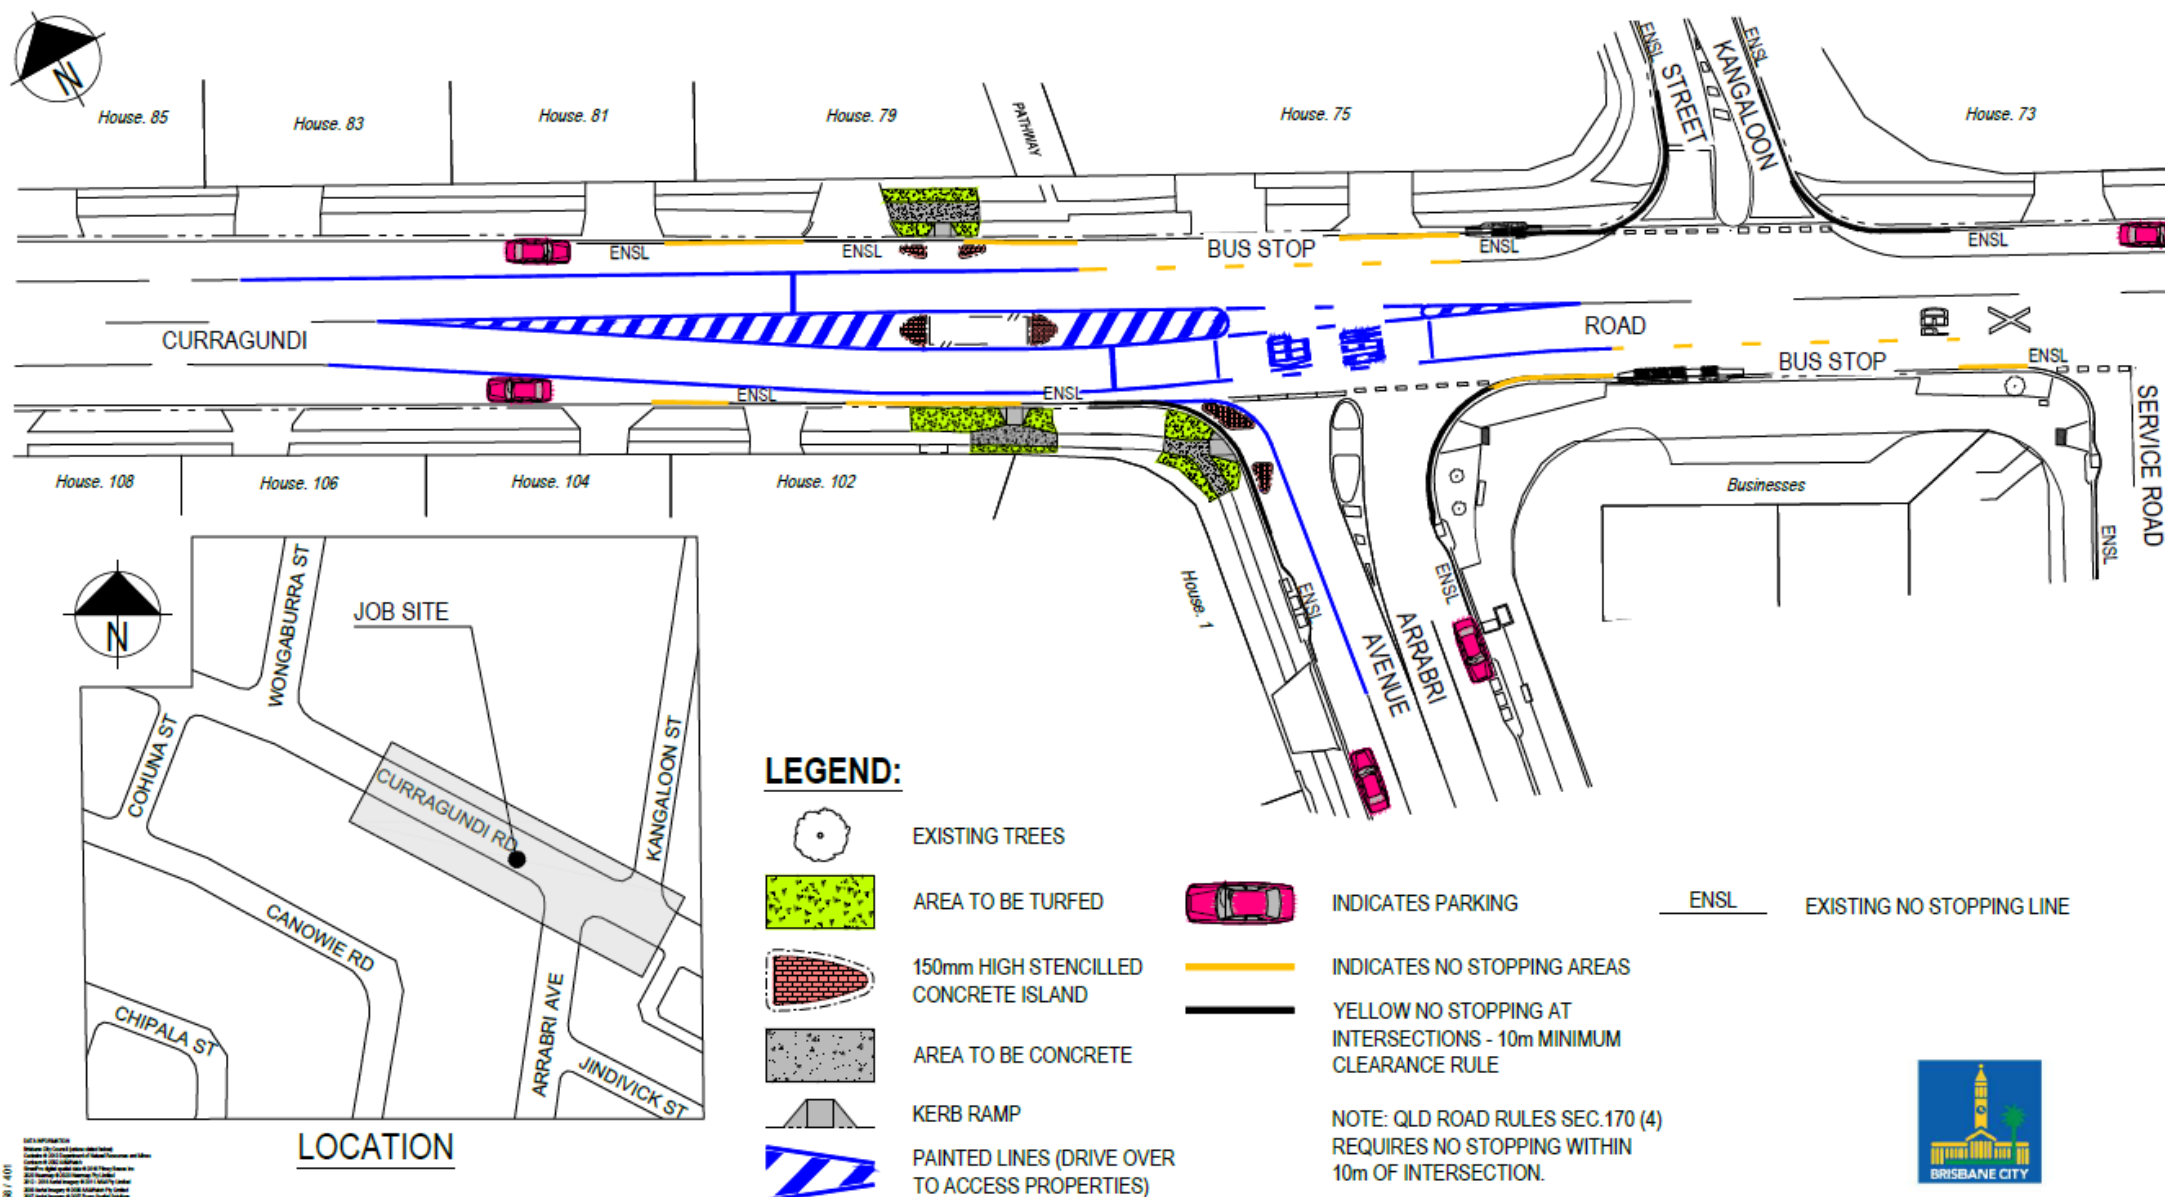 N
House. 85
House. 83
House. 81
House. 79
PATHWAY
House. 75
STREET
KANGALOON
ENSL
ENSL
House. 73
ENSL
ENSL
BUS STOP
ENSL
ENSL
CURRAGUNDI
ROAD
BUS STOP
ENSL
ENSL
ENSL
SERVICE ROAD
House. 108
House. 106
House. 104
House. 102
Businesses
ENSL
House. 1
ENSL
ENSL
ARRABRI
AVENUE
N
JOB SITE
WONGABURRA ST
COHUNA ST
CURRAGUNDI RD
KANGALOON ST
CANOWIE RD
CHIPALA ST
ARRABRI AVE
JINDIVICK ST
LOCATION
LEGEND:
EXISTING TREES
AREA TO BE TURFED
150mm HIGH STENCILLED
CONCRETE ISLAND
AREA TO BE CONCRETE
KERB RAMP
PAINTED LINES (DRIVE OVER
TO ACCESS PROPERTIES)
INDICATES PARKING
INDICATES NO STOPPING AREAS
YELLOW NO STOPPING AT
INTERSECTIONS - 10m MINIMUM
CLEARANCE RULE
NOTE: QLD ROAD RULES SEC.170 (4)
REQUIRES NO STOPPING WITHIN
10m OF INTERSECTION.
ENSL
EXISTING NO STOPPING LINE
BRISBANE CITY
DATA INFORMATION